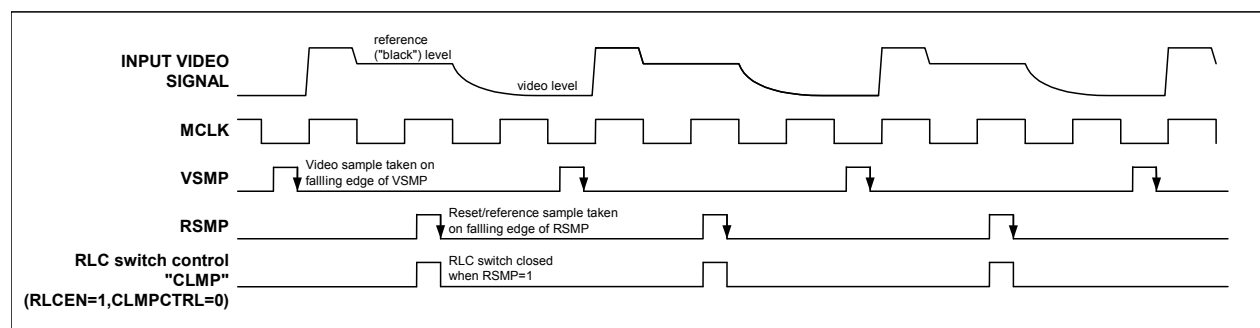 reference
("black") level
INPUT VIDEO
SIGNAL
video level
MCLK
Video sample taken on
fallling edge of VSMP
VSMP
Reset/reference sample taken
on fallling edge of RSMP
RSMP
RLC switch control
"CLMP"
(RLCEN=1,CLMPCTRL=0)
RLC switch closed
when RSMP=1